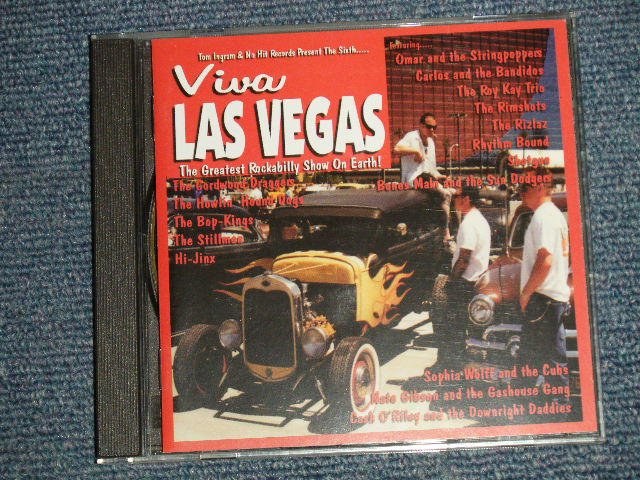 Tom Ingram & No Hit Records Present The Sixth.....
Viva
LAS VEGAS
The Greatest Rockabilly Show On Earth!
The Cordwood Draggers
The Howlin' Hound Dogs
The Bop-Kings
The Stillmen
Hi-Jinx
Featuring.....
Omar and the Stringpoppers
Carlos and the Bandidos
The Roy Kay Trio
The Rimshots
The Rizlaz
Rhythm Bound
Shotgun
Bones Maki and the Sun Dodgers
Sophia Wolff and the Cubs
Nate Gibson and the Gashouse Gang
Cash O'Riley and the Downright Daddies